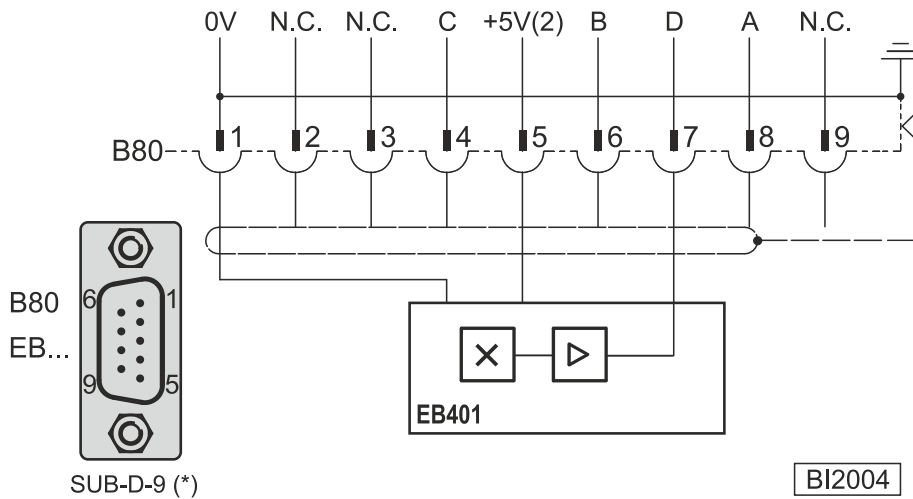 0V N.C. N.C. C +5V(2) B D A N.C.
B80 1 2 3 4 5 6 7 8 9
B80 6 1
EB...
9 5
EB401
SUB-D-9 (*)
BI2004